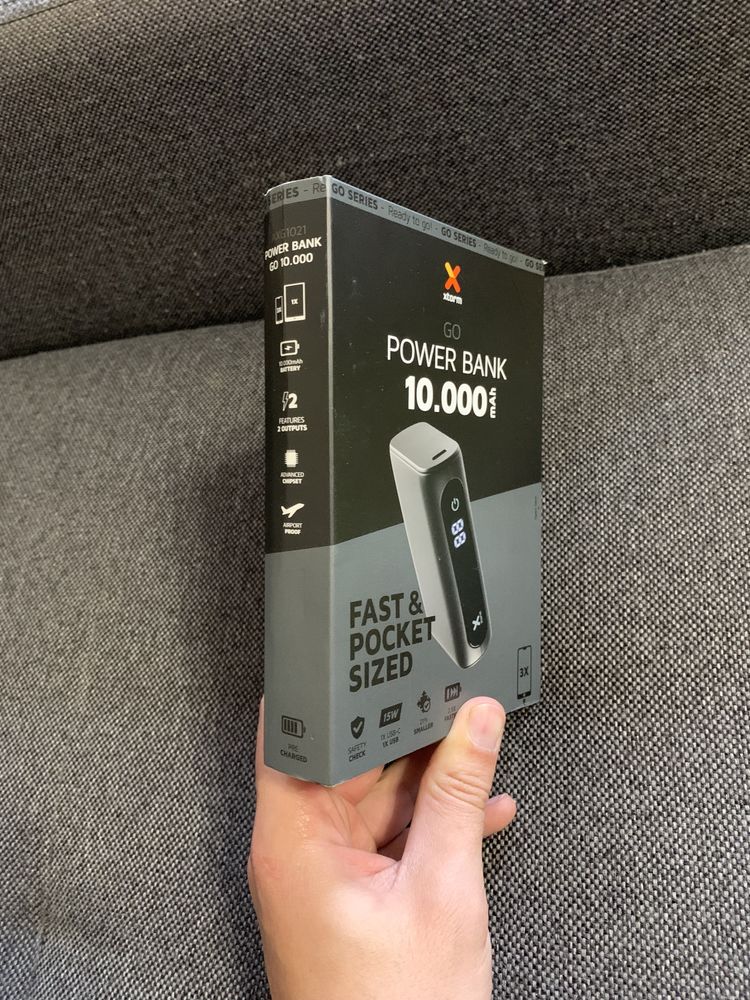 SERIES - Re
XG1021
POWER BANK
GO 10.000
1X
10.000mAh
BATTERY
2
FEATURES
2 OUTPUTS
ADVANCED
CHIPSET
AIRPORT
PROOF
PRE
CHARGED
GO SERIES - Ready to go! - GO SERIES - Ready to go! - GO SE
xtorm
GO
POWER BANK
10.000 mAh
FAST &
POCKET
SIZED
3X
SAFETY
CHECK
15W
1X USB-C
1X USB
SMALLER